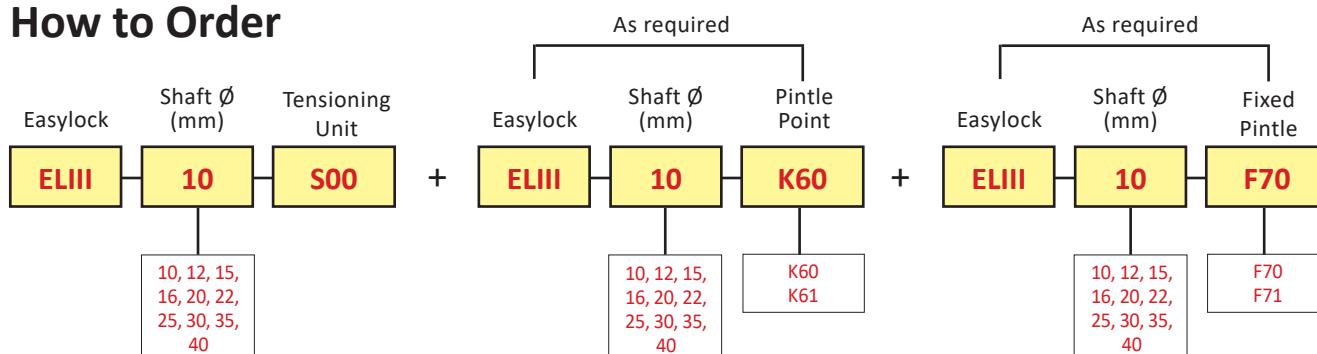 How to Order
Easylock
Shaft Ø
(mm)
Tensioning
Unit
ELIII
10
S00
10, 12, 15,
16, 20, 22,
25, 30, 35,
40
+
As required
Easylock
Shaft Ø
(mm)
Pintle
Point
ELIII
10
K60
10, 12, 15,
16, 20, 22,
25, 30, 35,
40
K60
K61
+
As required
Easylock
Shaft Ø
(mm)
Fixed
Pintle
ELIII
10
F70
10, 12, 15,
16, 20, 22,
25, 30, 35,
40
F70
F71